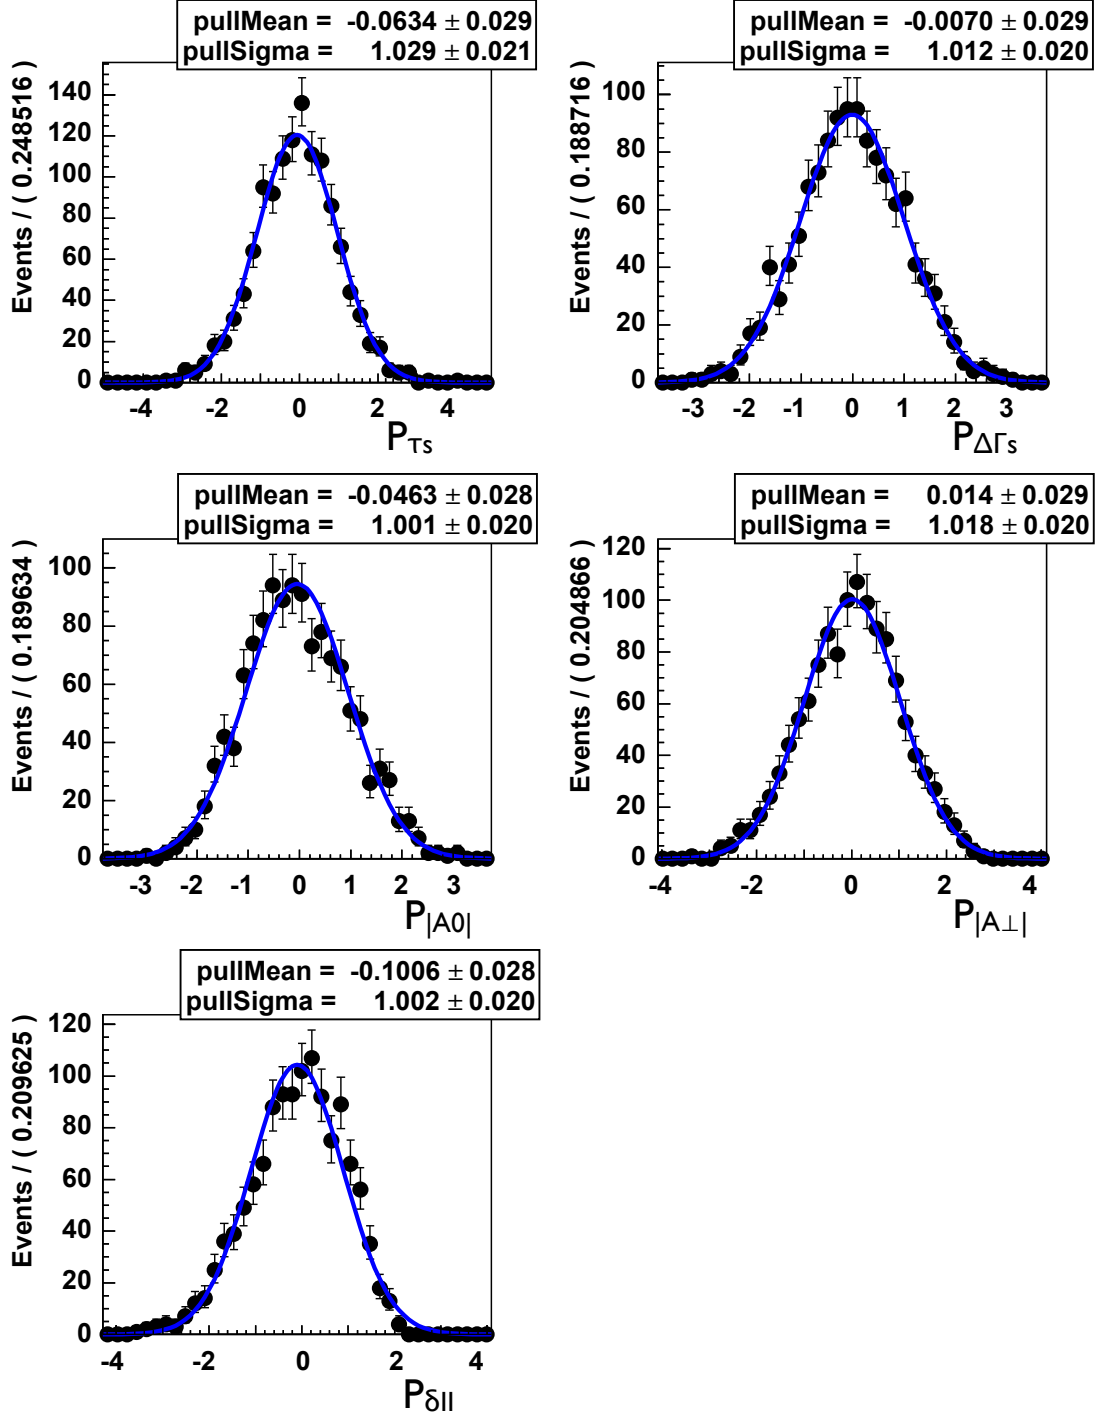 pullMean = -0.0634 ± 0.029
pullSigma = 1.029 ± 0.021
Events / ( 0.248516 )
140
120
100
80
60
40
20
0
-4 -2 0 2 4
P τs
pullMean = -0.0070 ± 0.029
pullSigma = 1.012 ± 0.020
Events / ( 0.188716 )
100
80
60
40
20
0
-3 -2 -1 0 1 2 3
P ΔΓs
pullMean = -0.0463 ± 0.028
pullSigma = 1.001 ± 0.020
Events / ( 0.189634 )
100
80
60
40
20
0
-3 -2 -1 0 1 2 3
P |A0|
pullMean = 0.014 ± 0.029
pullSigma = 1.018 ± 0.020
Events / ( 0.204866 )
120
100
80
60
40
20
0
-4 -2 0 2 4
P |A⊥|
pullMean = -0.1006 ± 0.028
pullSigma = 1.002 ± 0.020
Events / ( 0.209625 )
120
100
80
60
40
20
0
-4 -2 0 2 4
P δ||